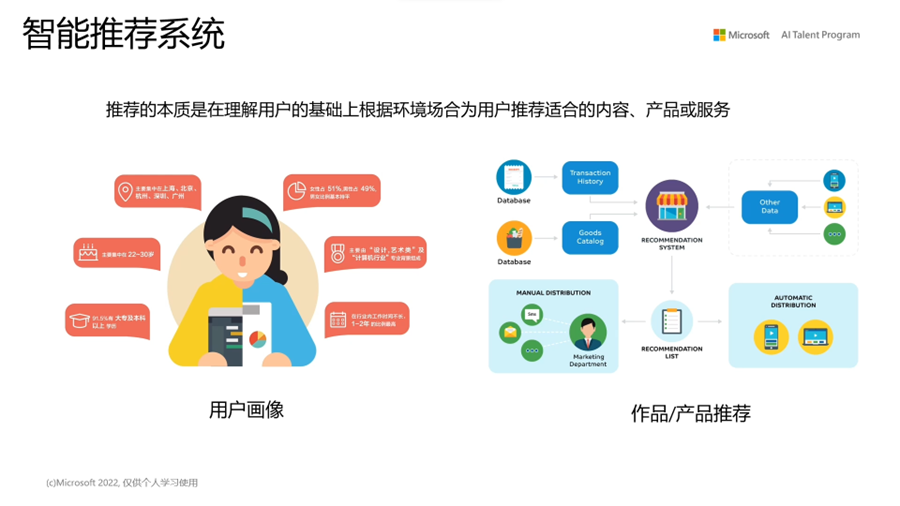 智能推荐系统
Microsoft AI Talent Program
推荐的本质是在理解用户的基础上根据环境场合为用户推荐适合的内容、产品或服务
主要集中在上海、北京、
杭州、深圳、广州
女性占 51%,男性占 49%,
男女比例基本持平
主要集中在 22~30岁
主要由 “设计、艺术类” 及
“计算机行业” 专业背景组成
91.5%有 大专及本科
以上 学历
在行业内工作时间不长,
1~2年 的比例最高
用户画像
Database
Transaction
History
Database
Goods
Catalog
RECOMMENDATION
SYSTEM
Other
Data
MANUAL DISTRIBUTION
Sms
Marketing
Department
RECOMMENDATION
LIST
AUTOMATIC
DISTRIBUTION
作品/产品推荐
(c)Microsoft 2022, 仅供个人学习使用